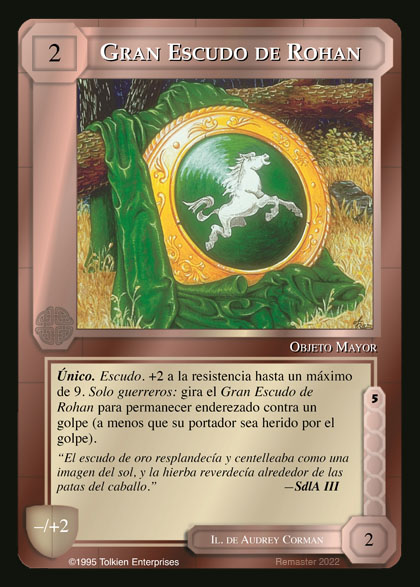 2
Gran Escudo de Rohan
Objeto Mayor
Único. Escudo. +2 a la resistencia hasta un máximo
de 9. Solo guerreros: gira el Gran Escudo de
Rohan para permanecer enderezado contra un
golpe (a menos que su portador sea herido por el
golpe).
“El escudo de oro resplandecía y centelleaba como una
imagen del sol, y la hierba reverdecía alrededor de las
patas del caballo.” —SdlA III
5
–/+2
Il. de Audrey Corman
2
©1995 Tolkien Enterprises
Remaster 2022